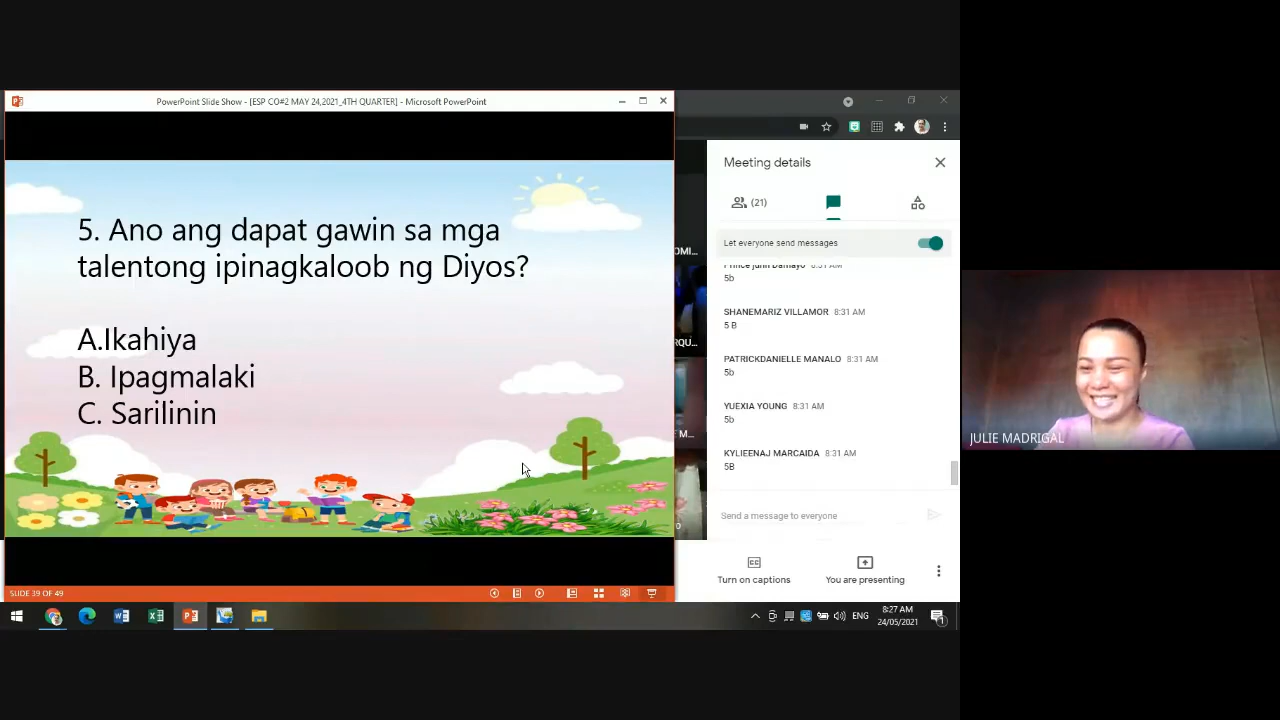 PowerPoint Slide Show - [ESP CO#2 MAY 24,2021_4TH QUARTER] - Microsoft PowerPoint
5. Ano ang dapat gawin sa mga
talentong ipinagkaloob ng Diyos?
A.Ikahiya
B. Ipagmalaki
C. Sarilinin
SLIDE 39 OF 49
Meeting details
(21)
Let everyone send messages
5b
SHANEMARIZ VILLAMOR 8:31 AM
5 B
PATRICKDANIELLE MANALO 8:31 AM
5b
YUEXIA YOUNG 8:31 AM
5b
KYLIEENAJ MARCAIDA 8:31 AM
5B
Send a message to everyone
Turn on captions
You are presenting
ENG
8:27 AM
24/05/2021
JULIE MADRIGAL